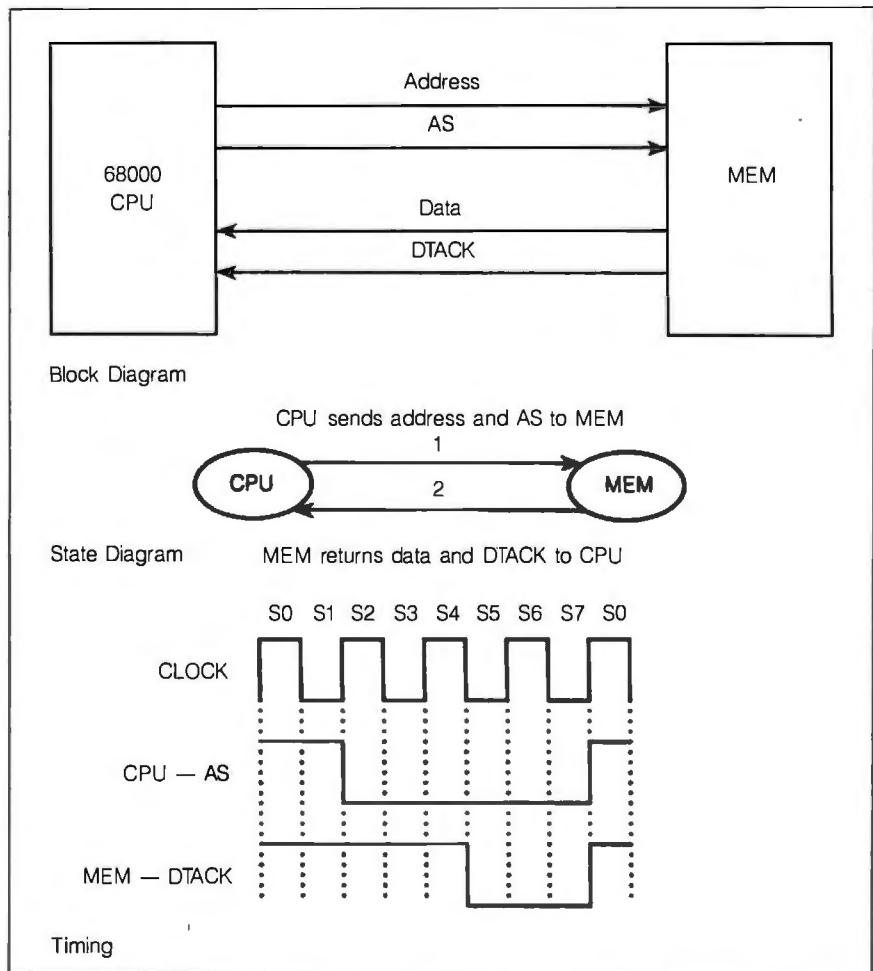 Address
AS
68000
CPU
MEM
Data
DTACK
Block Diagram
CPU sends address and AS to MEM
1
CPU
2
MEM
State Diagram MEM returns data and DTACK to CPU
S0 S1 S2 S3 S4 S5 S6 S7 S0
CLOCK
CPU — AS
MEM — DTACK
Timing